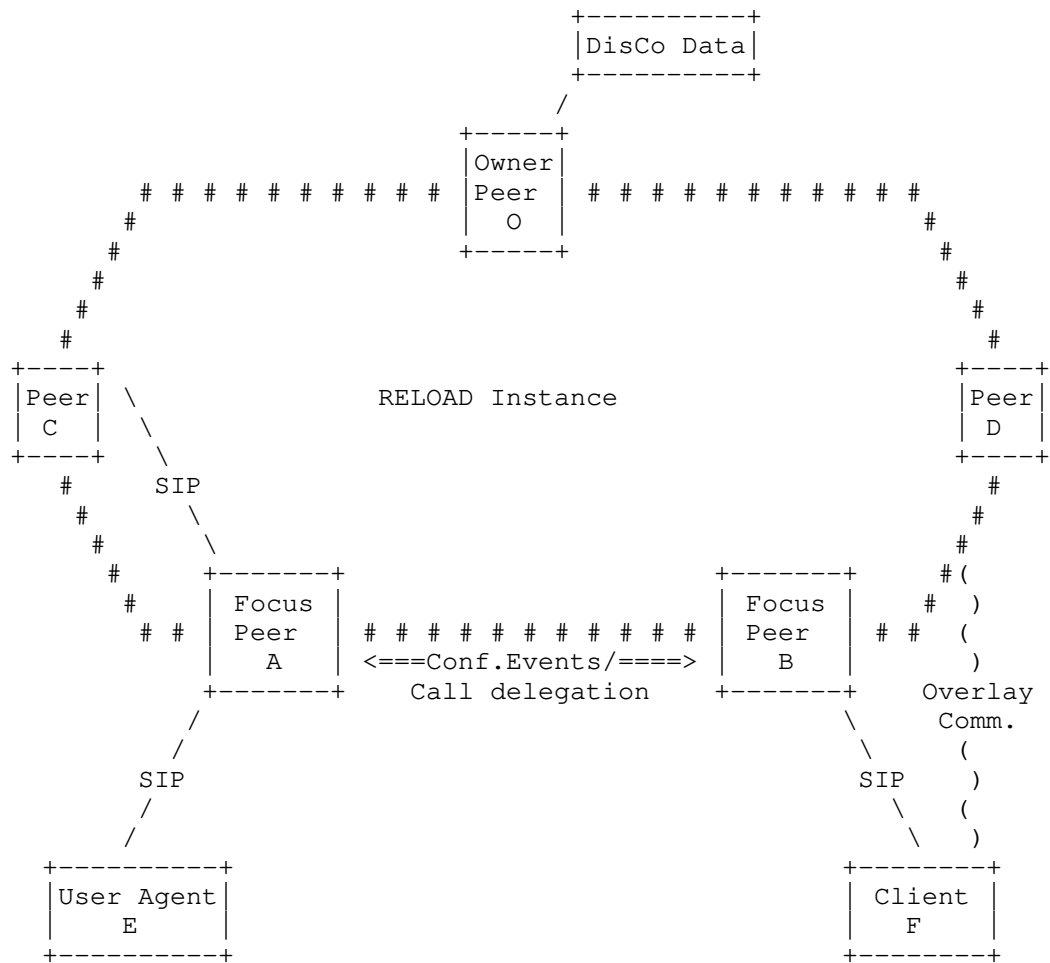 DisCo Data
Owner
Peer
O
Peer
C
RELOAD Instance
Peer
D
SIP
Focus
Peer
A
<===Conf.Events/====>
Call delegation
Focus
Peer
B
Overlay
Comm.
SIP
SIP
User Agent
E
Client
F